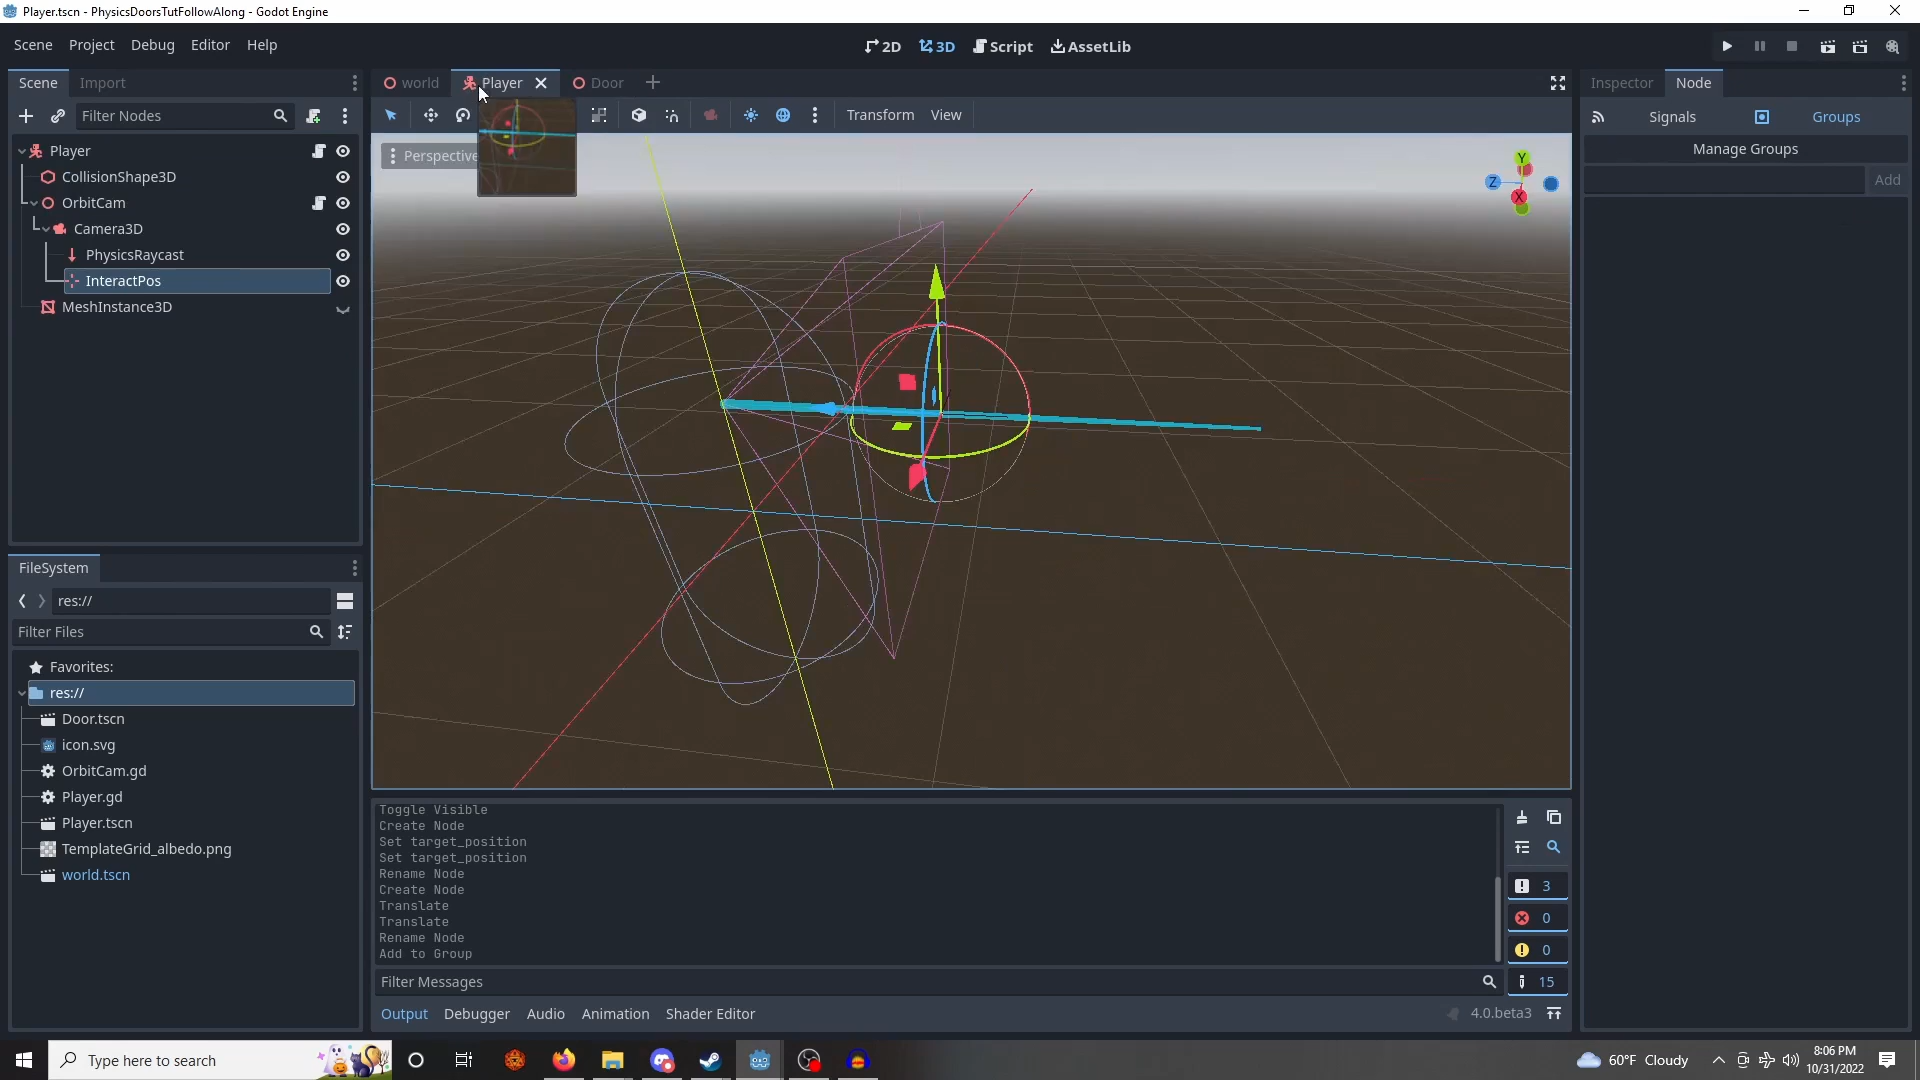 Player.tscn - PhysicsDoorsTutFollowAlong - Godot Engine
Scene Project Debug Editor Help
2D 3D Script AssetLib
Scene Import
world Player Door
Inspector Node
Filter Nodes
Transform View
Signals Groups
Perspective
Manage Groups
Add
Player
CollisionShape3D
OrbitCam
Camera3D
PhysicsRaycast
InteractPos
MeshInstance3D
Y
Z
X
FileSystem
res://
Filter Files
Favorites:
res://
Door.tscn
icon.svg
OrbitCam.gd
Player.gd
Player.tscn
TemplateGrid_albedo.png
world.tscn
Toggle Visible
Create Node
Set target_position
Set target_position
Rename Node
Create Node
Translate
Translate
Rename Node
Add to Group
3
0
0
15
Filter Messages
Output Debugger Audio Animation Shader Editor
4.0.beta3
Type here to search
60°F Cloudy
8:06 PM
10/31/2022